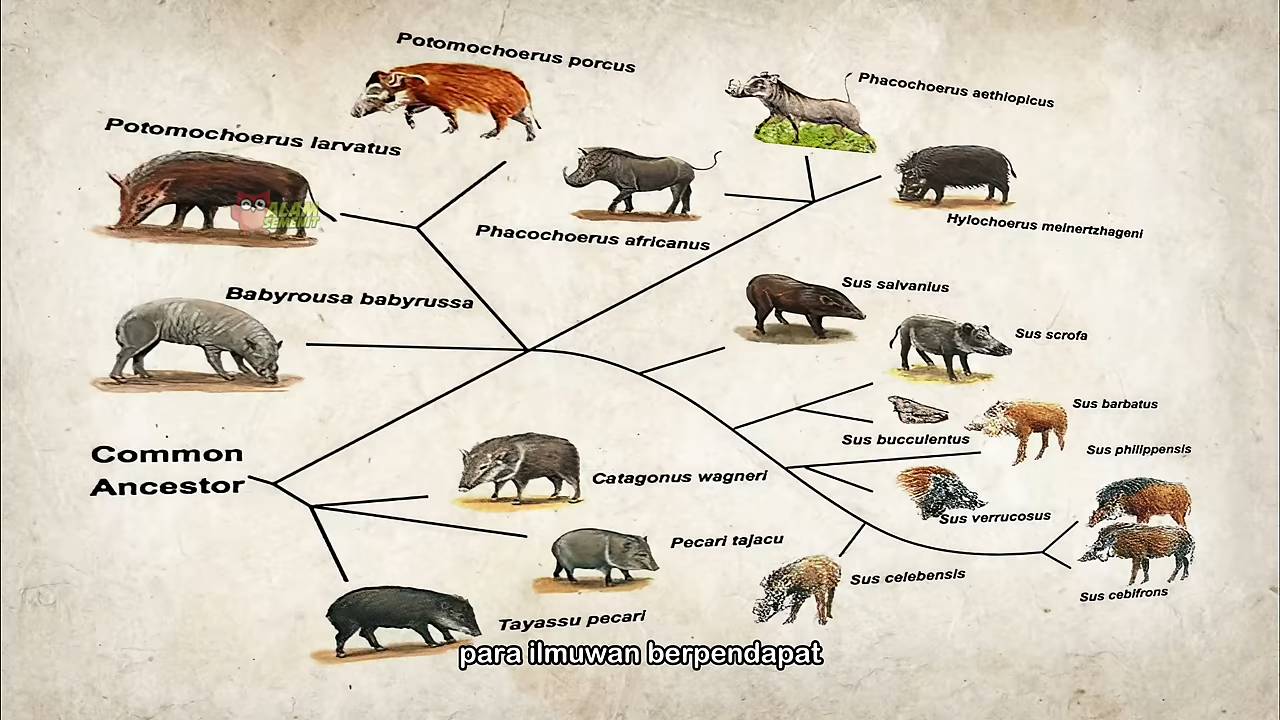 Potomochoerus porcus
Phacochoerus aethiopicus
Potomochoerus larvatus
ALAM
SEMENIT
Phacochoerus africanus
Hylochoerus meinertzhageni
Babyrousa babyrussa
Sus salvanius
Sus scrofa
Sus barbatus
Sus bucculentus
Sus philippensis
Common
Ancestor
Catagonus wagneri
Sus verrucosus
Pecari tajacu
Sus celebensis
Sus cebifrons
Tayassu pecari
para ilmuwan berpendapat